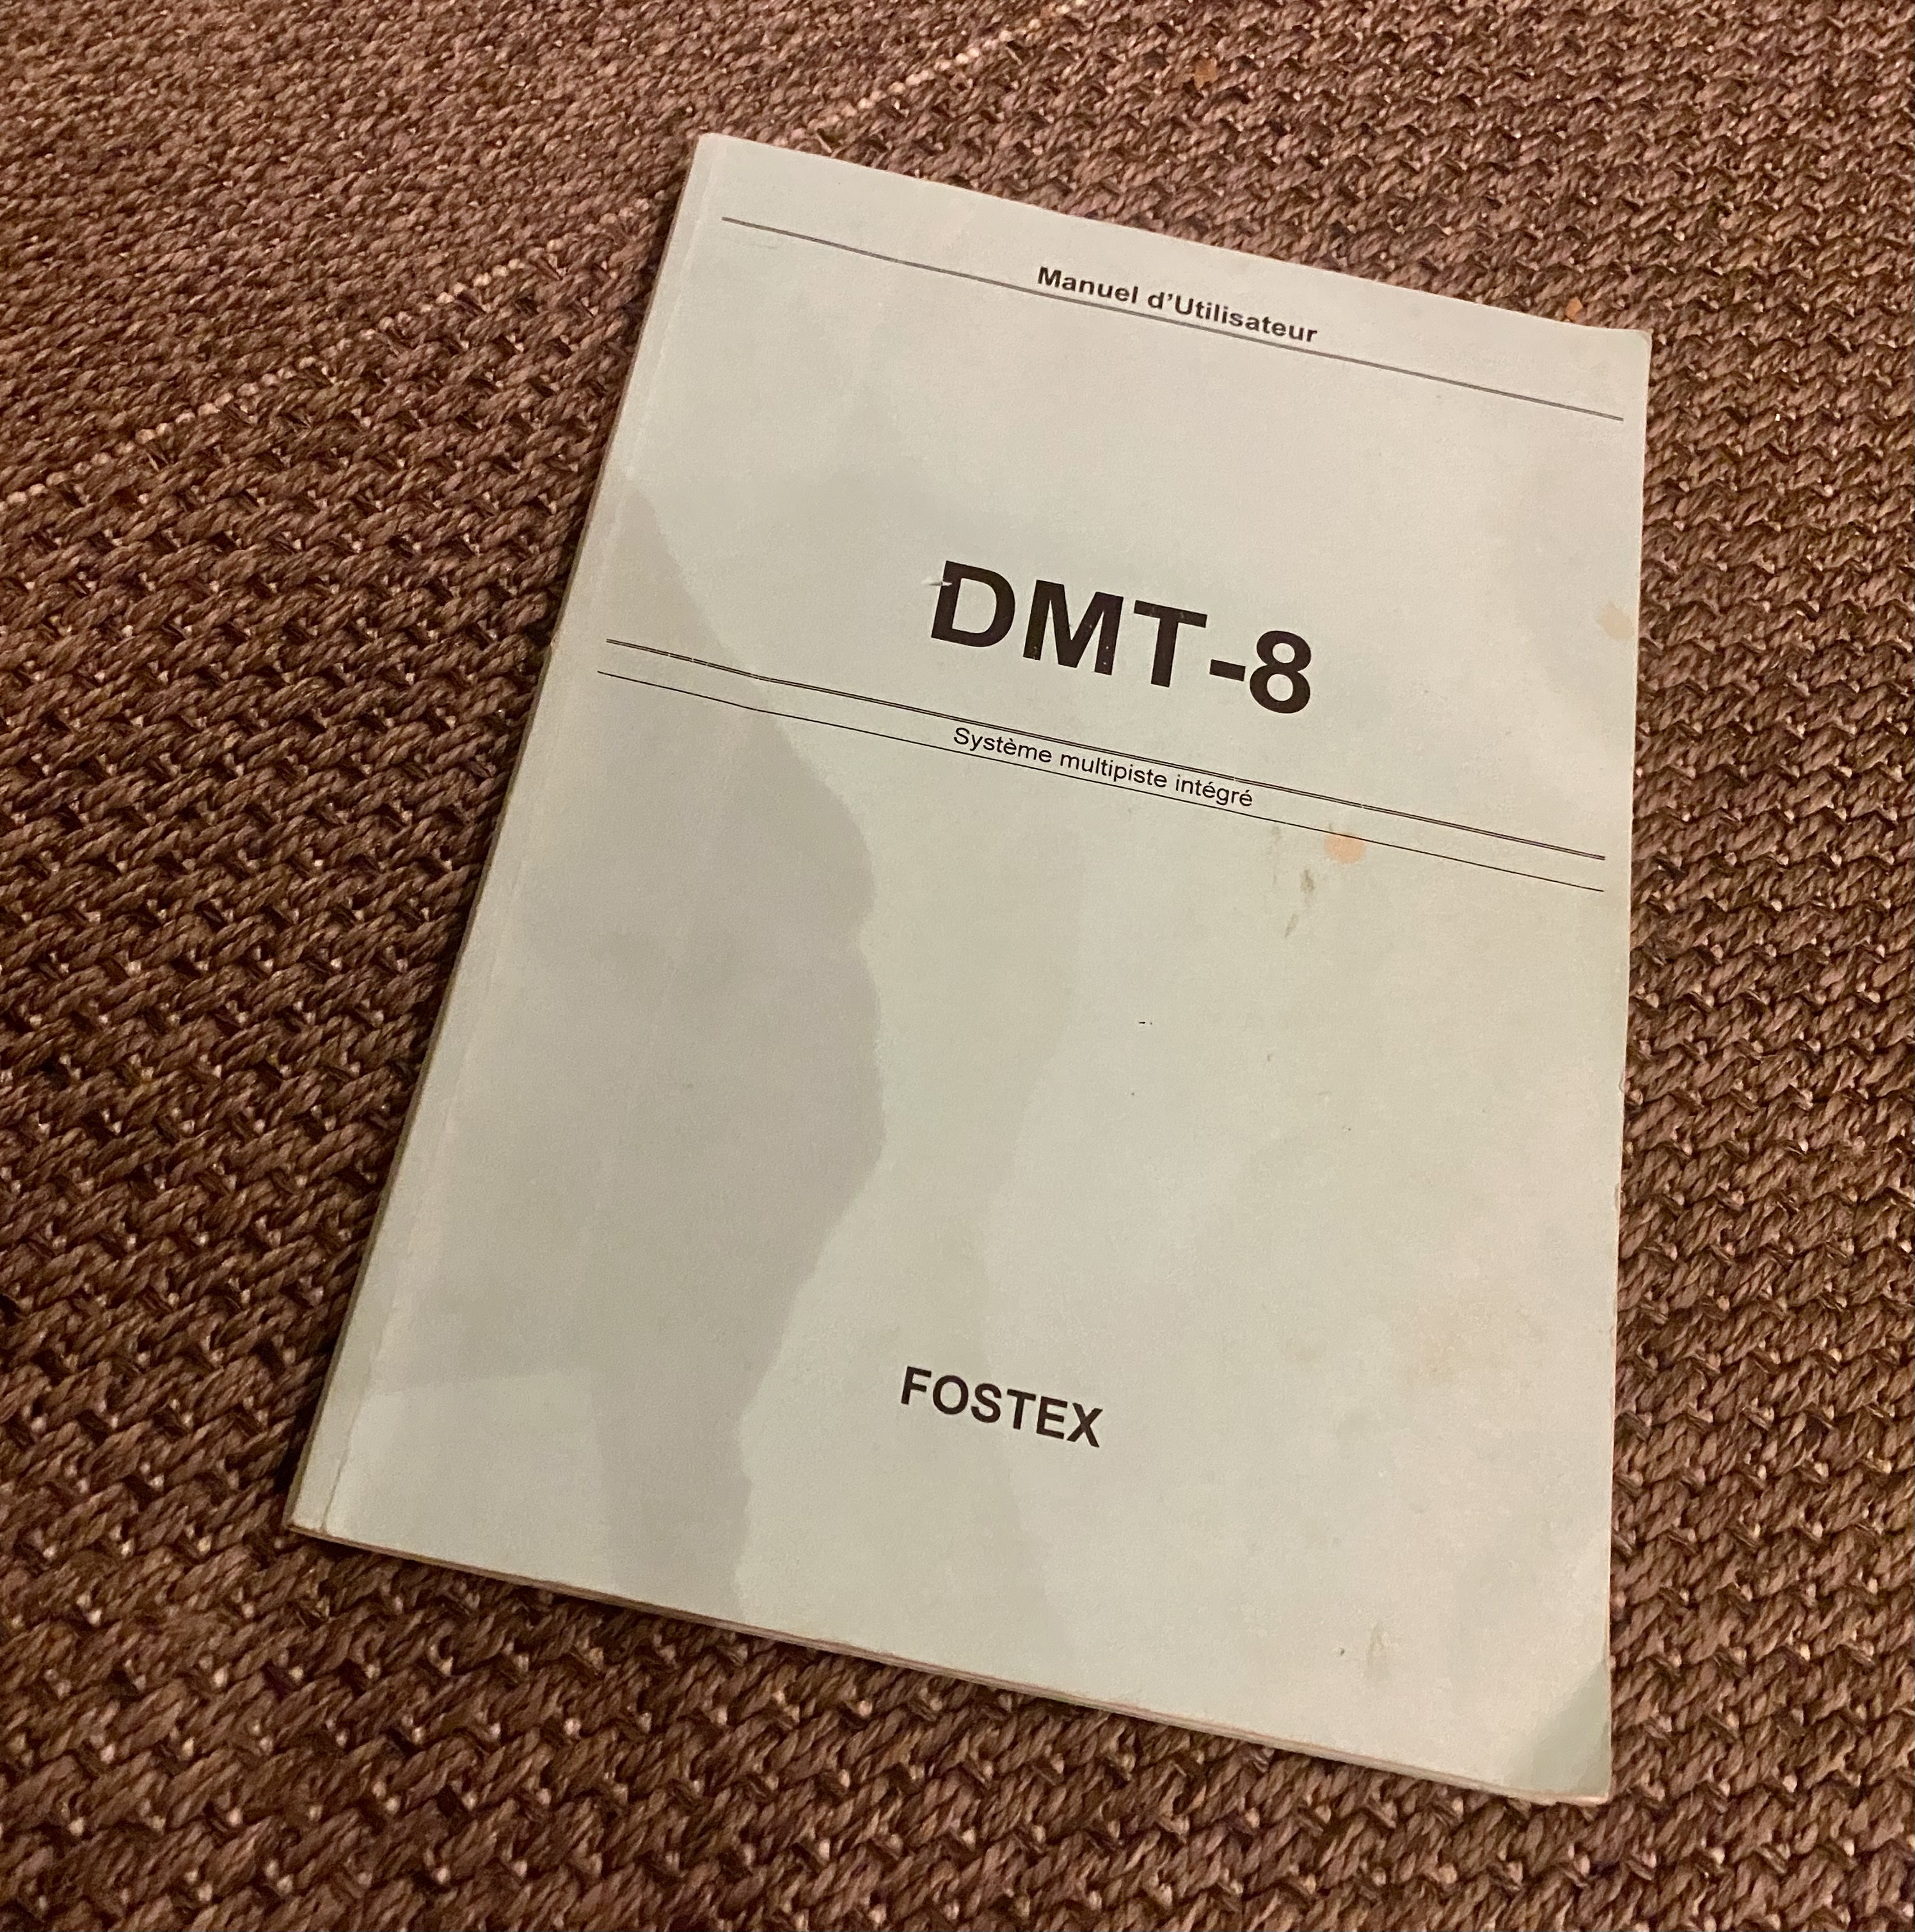 Manuel d'Utilisateur
DMT-8
Système multipiste intégré
FOSTEX